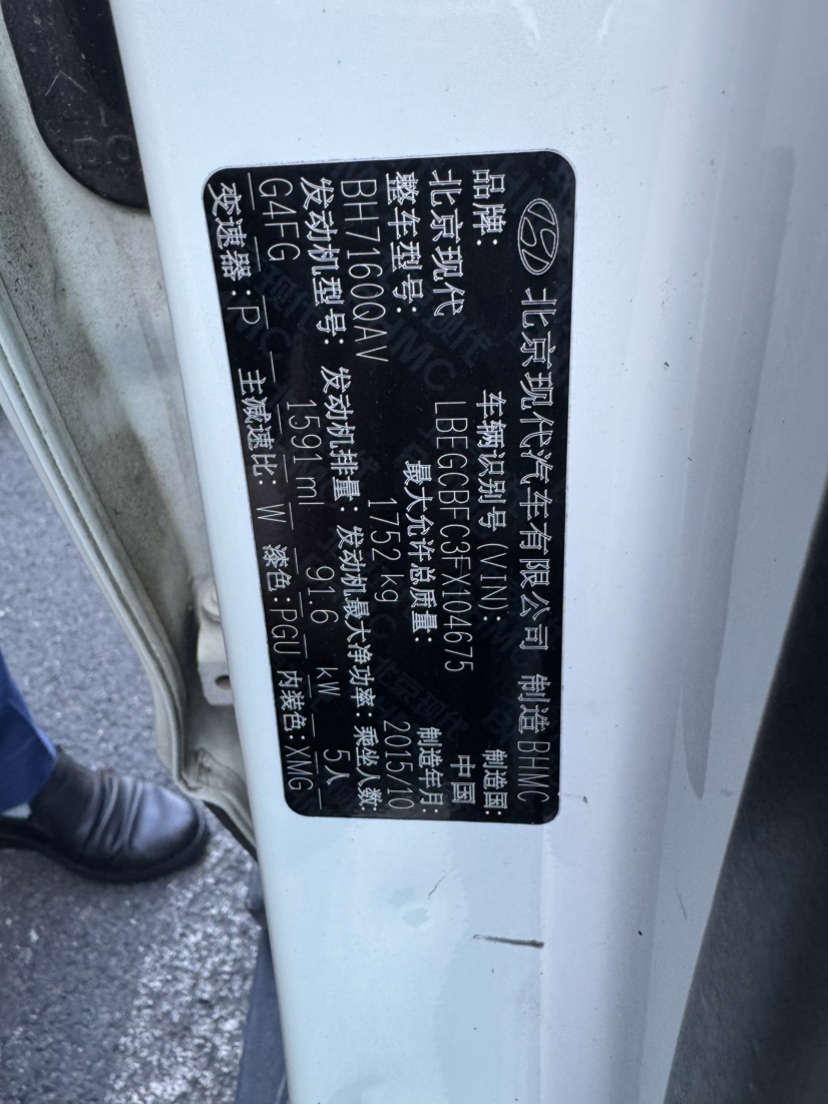 北京现代汽车有限公司 制造BHMC
品牌: 车辆识别号(VIN): 制造国:
北京现代 LBEGCBFC3FX104675 中国
整车型号: 最大允许总质量: 制造年月:
BH7160QAV 1752 kg 2015/10
发动机型号: 发动机排量: 发动机最大净功率: 乘坐人数:
G4FG 1591 ml 91.6 kW 5人
变速器:P 主减速比: W 漆色:PGU 内装色:XMG